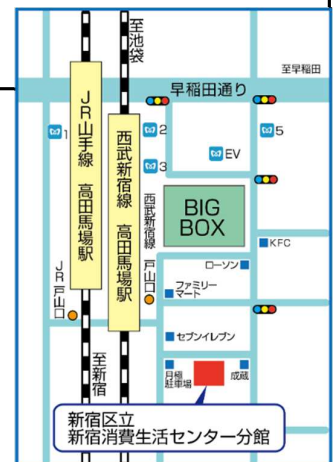 至池袋
早稲田通り
至早稲田
JR山手線 高田馬場駅
西武新宿線 高田馬場駅
1
2
3
5
EV
BIG
BOX
西武新宿線 戸山口
JR戸山口
KFC
ローソン
ファミリー
マート
セブンイレブン
月極
駐車場
成蔵
至新宿
新宿区立
新宿消費生活センター分館